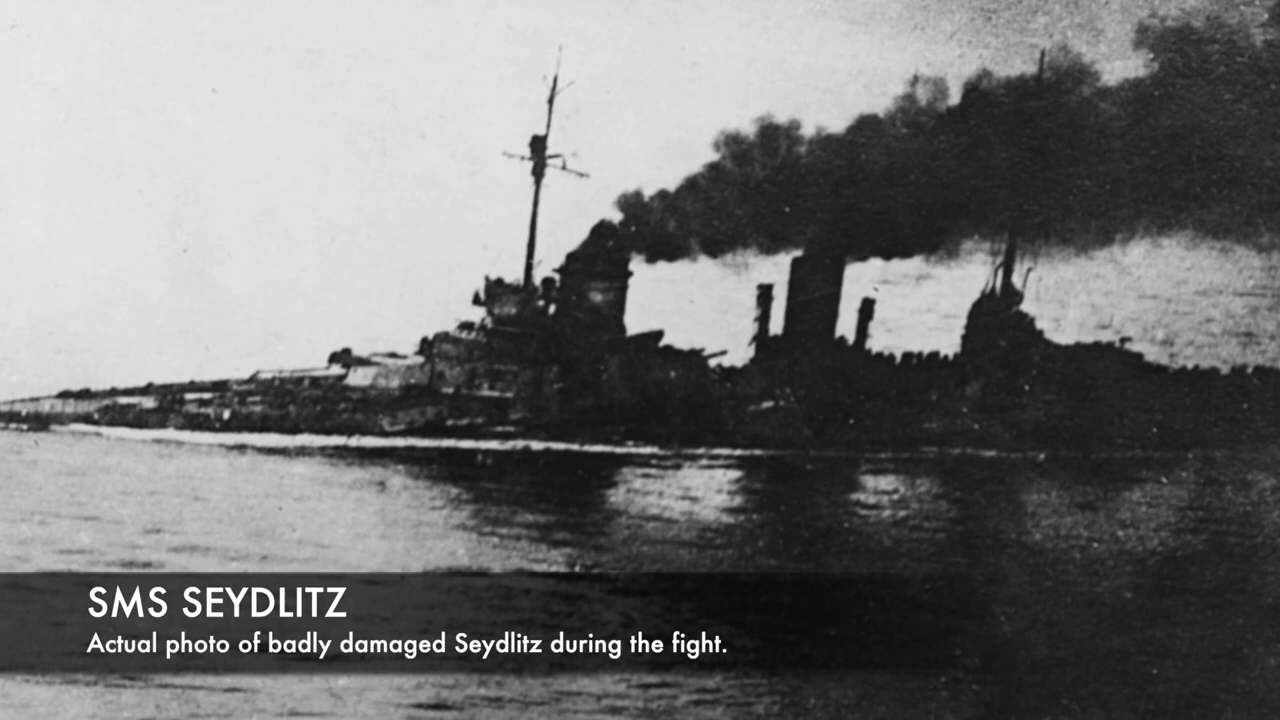 SMS SEYDLITZ
Actual photo of badly damaged Seydlitz during the fight.